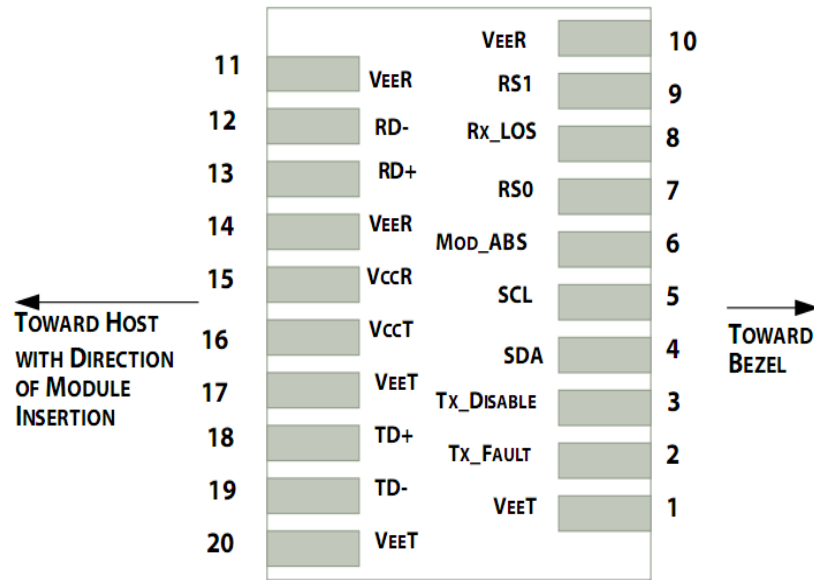 11 VEER
12 RD-
13 RD+
14 VEER
15 VCCR
16 VCCT
17 VEET
18 TD+
19 TD-
20 VEET
VEER 10
RS1 9
RX_LOS 8
RS0 7
MOD_ABS 6
SCL 5
SDA 4
TX_DISABLE 3
TX_FAULT 2
VEET 1
TOWARD HOST
WITH DIRECTION
OF MODULE
INSERTION
TOWARD
BEZEL